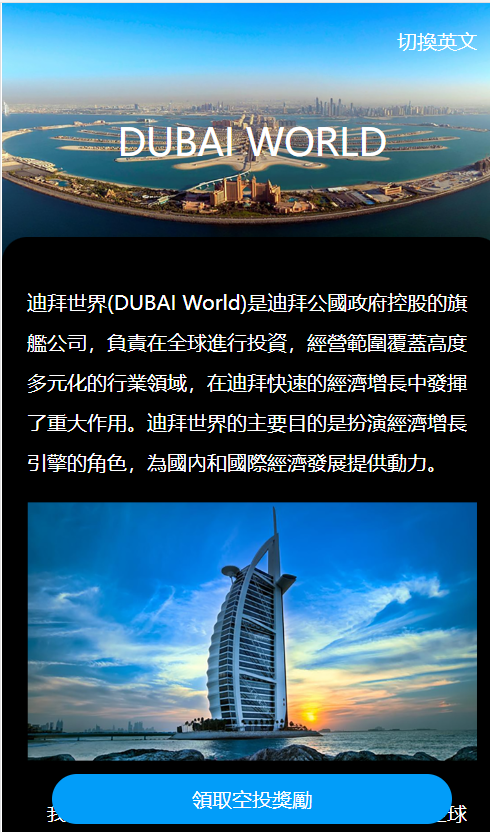 切換英文
DUBAI WORLD
迪拜世界(DUBAI World)是迪拜公國政府控股的旗
艦公司，負責在全球進行投資，經營範圍覆蓋高度
多元化的行業領域，在迪拜快速的經濟增長中發揮
了重大作用。迪拜世界的主要目的是扮演經濟增長
引擎的角色，為國內和國際經濟發展提供動力。
領取空投獎勵